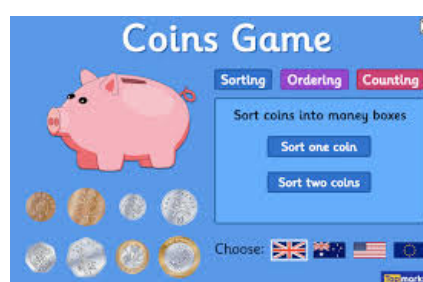 Coins Game
Sorting Ordering Counting
Sort coins into money boxes
Sort one coin
Sort two coins
Choose: